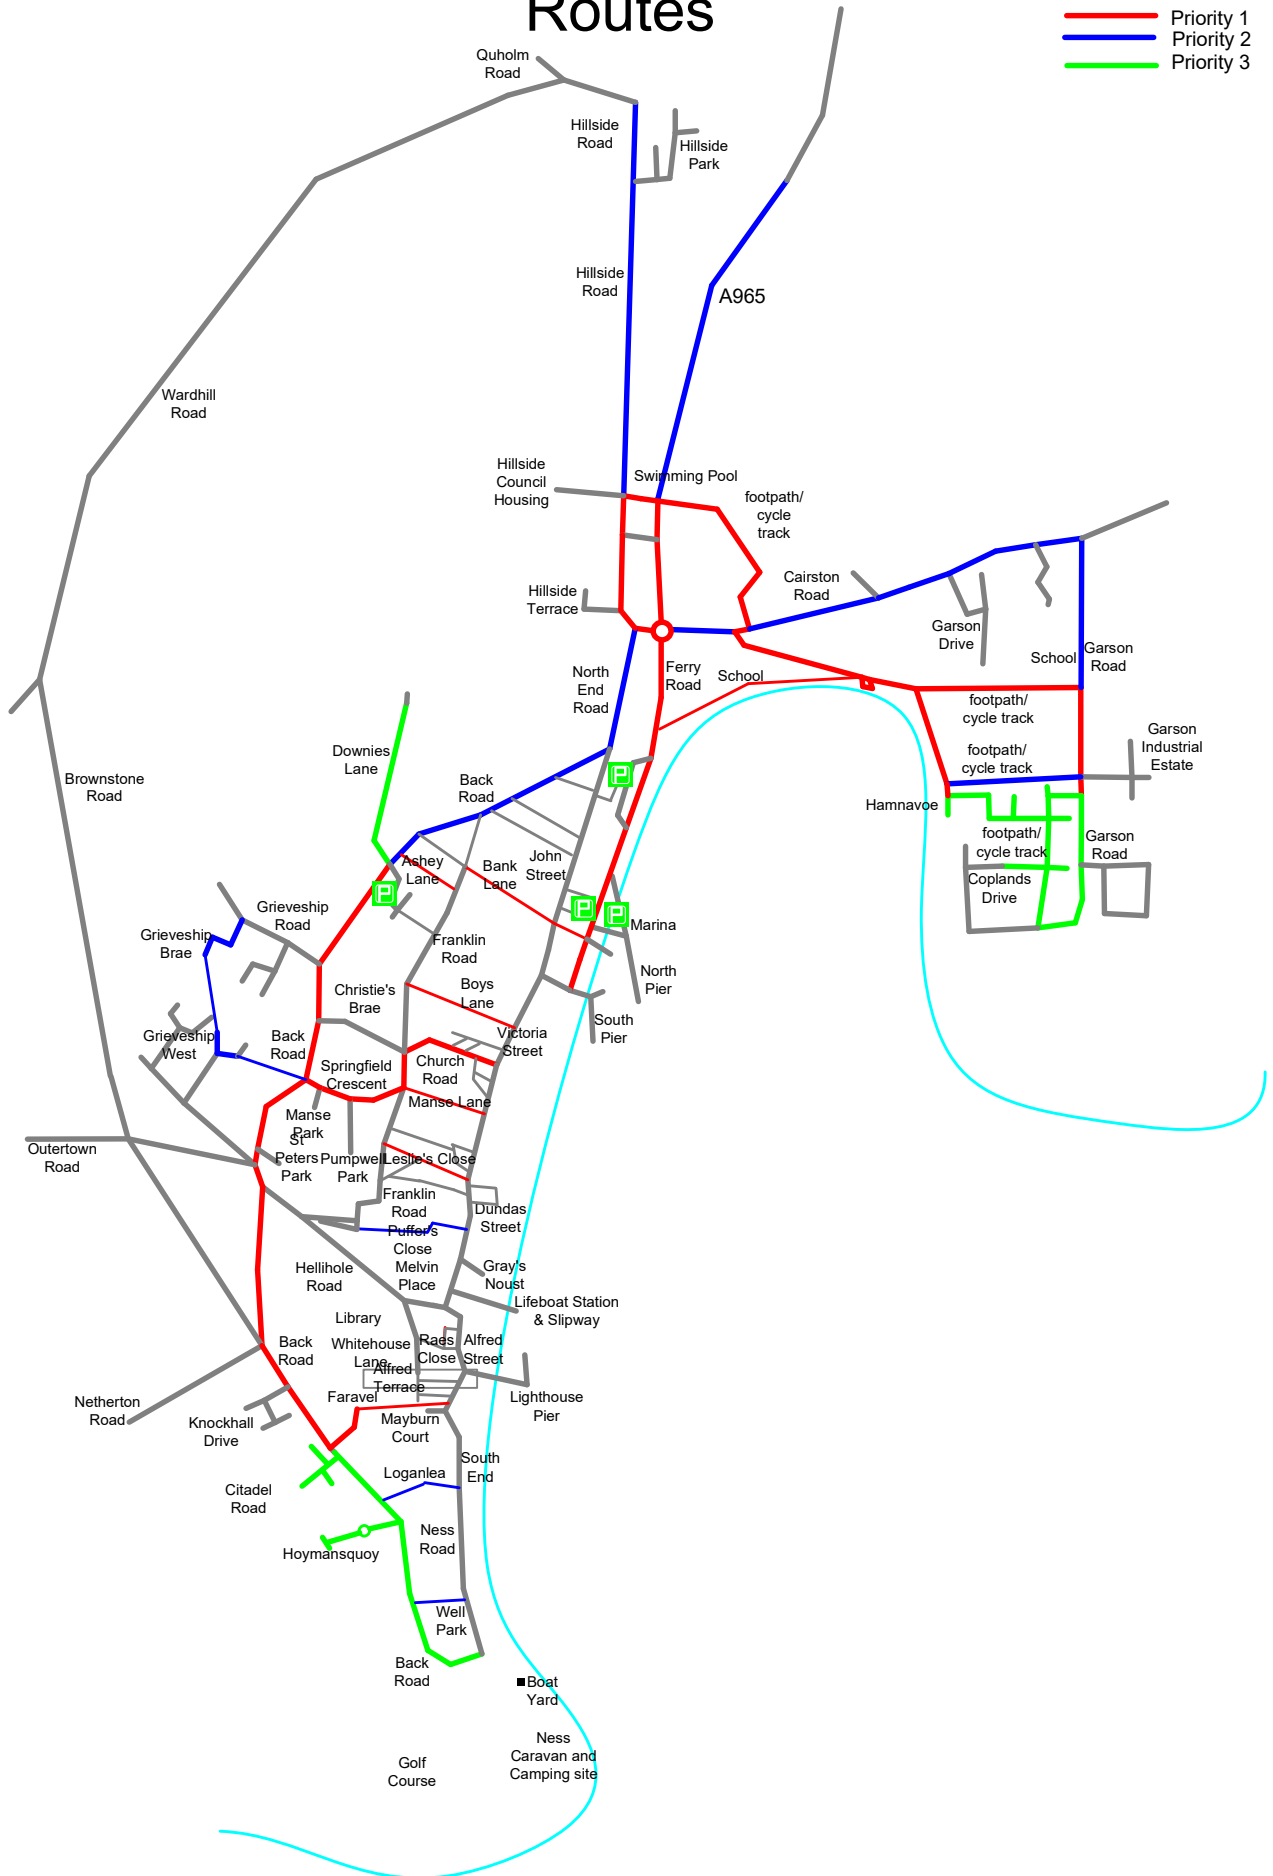 Routes
Priority 1
Priority 2
Priority 3
Quholm
Road
Hillside
Road
Hillside
Park
Hillside
Road
A965
Wardhill
Road
Hillside
Council
Housing
Swimming Pool
footpath/
cycle
track
Hillside
Terrace
Cairston
Road
Garson
Drive
School
Garson
Road
North
End
Road
Ferry
Road
School
footpath/
cycle track
Garson
Industrial
Estate
footpath/
cycle track
Downies
Lane
Brownstone
Road
Back
Road
Hamnavoe
footpath/
cycle track
Garson
Road
Ashey
Lane
Bank
Lane
John
Street
Coplands
Drive
P
P
P
P
Grieveship
Road
Grieveship
Brae
Marina
Franklin
Road
North
Pier
Christie's
Brae
Boys
Lane
South
Pier
Grieveship
West
Back
Road
Victoria
Street
Springfield
Crescent
Church
Road
Manse Lane
Manse
Park
St
Peters
Park
Pumpwell
Park
Leslie's Close
Outertown
Road
Franklin
Road
Dundas
Street
Puffer's
Close
Melvin
Place
Hellihole
Road
Gray's
Noust
Lifeboat Station
& Slipway
Library
Back
Road
Whitehouse
Lane
Raes
Close
Alfred
Street
Alfred
Terrace
Faravel
Lighthouse
Pier
Netherton
Road
Knockhall
Drive
Mayburn
Court
South
End
Loganlea
Citadel
Road
Ness
Road
Hoymansquoy
Well
Park
Back
Road
Boat
Yard
Ness
Caravan and
Camping site
Golf
Course